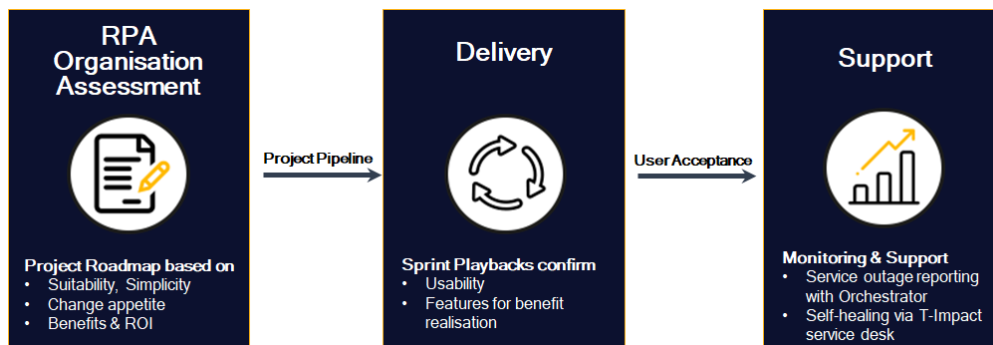 RPA
Organisation
Assessment
Project Roadmap based on
• Suitability, Simplicity
• Change appetite
• Benefits & ROI
Project Pipeline
Delivery
Sprint Playbacks confirm
• Usability
• Features for benefit
realisation
User Acceptance
Support
Monitoring & Support
• Service outage reporting
with Orchestrator
• Self-healing via T-Impact
service desk